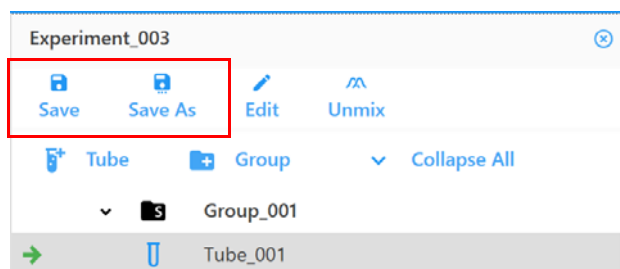 Experiment_003
Save Save As Edit Unmix
Tube Group Collapse All
S Group_001
Tube_001